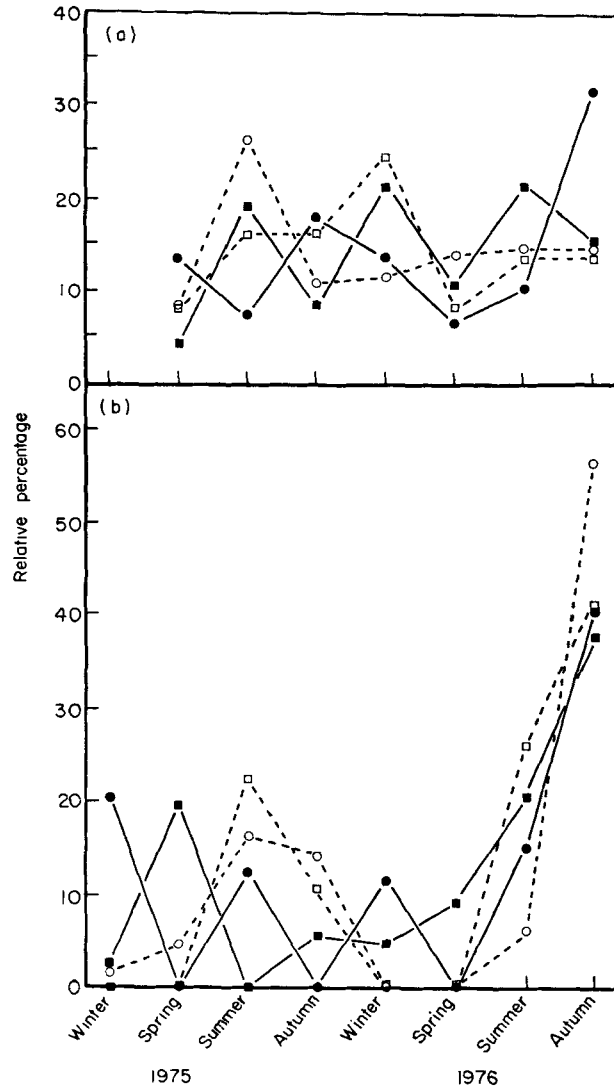 40
(a)
30
20
10
0
(b)
60
50
40
30
20
10
0
Relative percentage
Winter
Spring
Summer
Autumn
Winter
Spring
Summer
Autumn
1975
1976